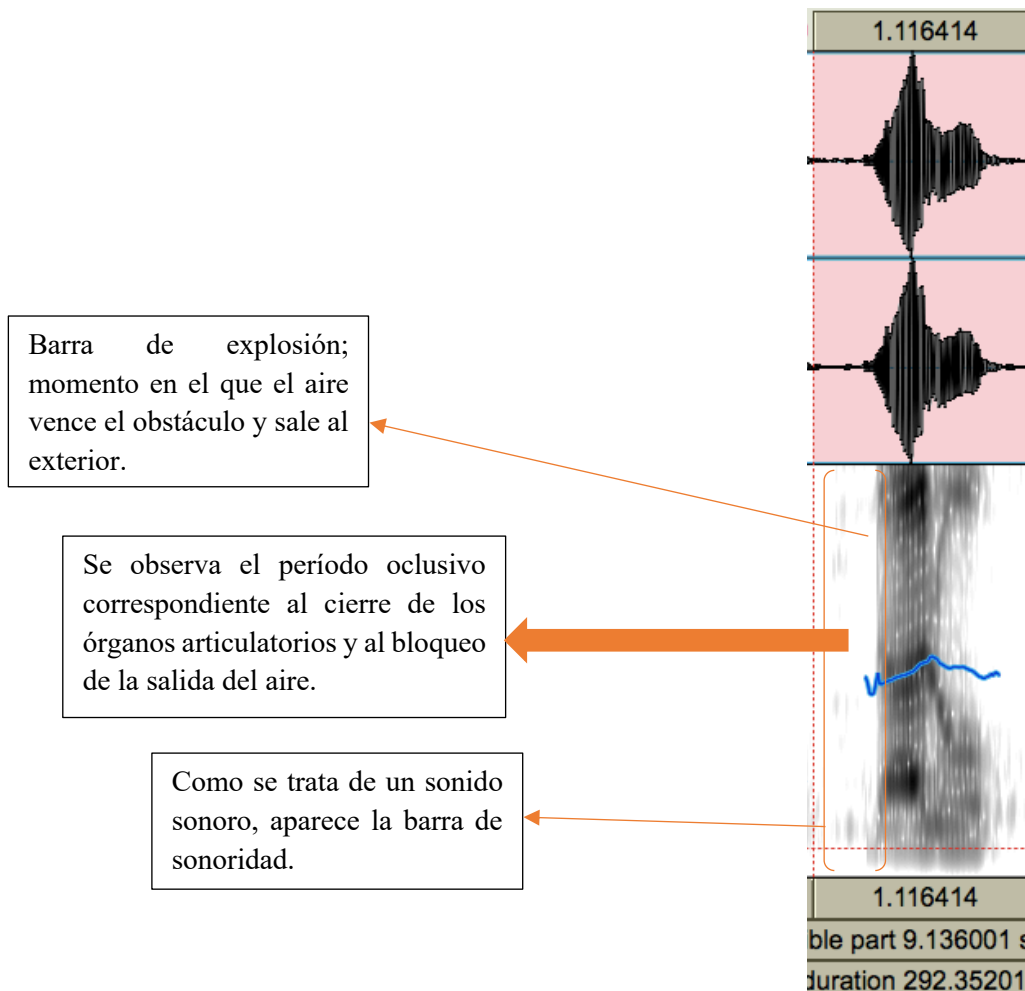 1.116414
Barra de explosión;
momento en el que el aire
vence el obstáculo y sale al
exterior.
Se observa el período oclusivo
correspondiente al cierre de los
órganos articulatorios y al bloqueo
de la salida del aire.
Como se trata de un sonido
sonoro, aparece la barra de
sonoridad.
1.116414
ble part 9.136001 s
duration 292.35201